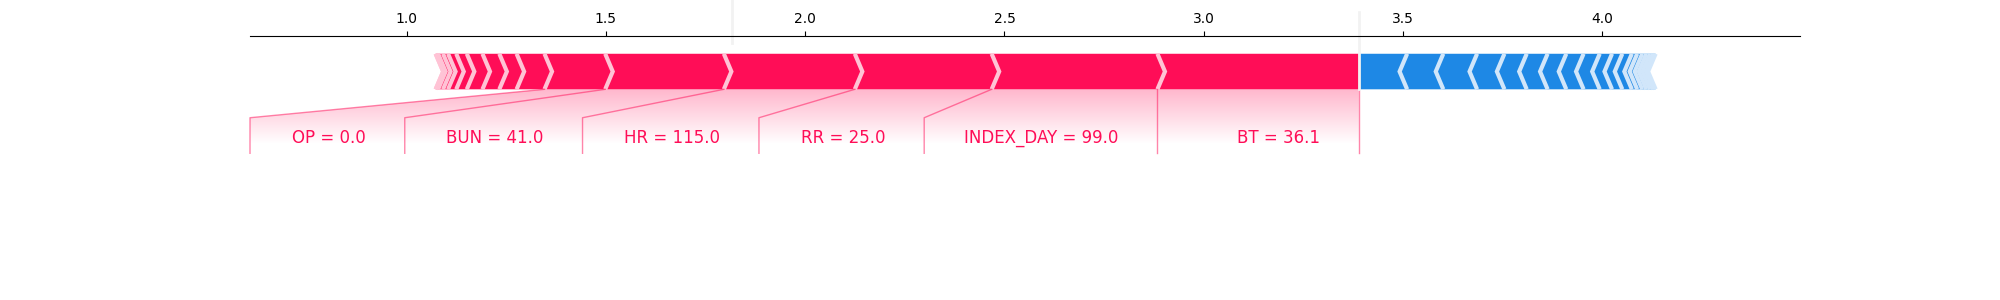 1.0 1.5 2.0 2.5 3.0 3.5 4.0
OP = 0.0 BUN = 41.0 HR = 115.0 RR = 25.0 INDEX_DAY = 99.0 BT = 36.1